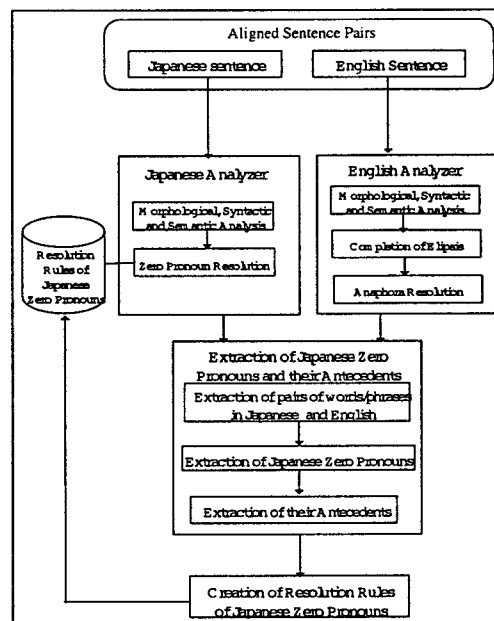 Aligned Sentence Pairs
Japanese sentence
English Sentence
Japanese Analyzer
Morphological, Syntactic
and Semantic Analysis
Zero Pronoun Resolution
English Analyzer
Morphological, Syntactic
and Semantic Analysis
Completion of Elipsis
Anaphora Resolution
Resolution
Rules of
Japanese
Zero Pronouns
Extraction of Japanese Zero
Pronouns and their Antecedents
Extraction of pairs of words/phrases
in Japanese and English
Extraction of Japanese Zero Pronouns
Extraction of their Antecedents
Creation of Resolution Rules
of Japanese Zero Pronouns